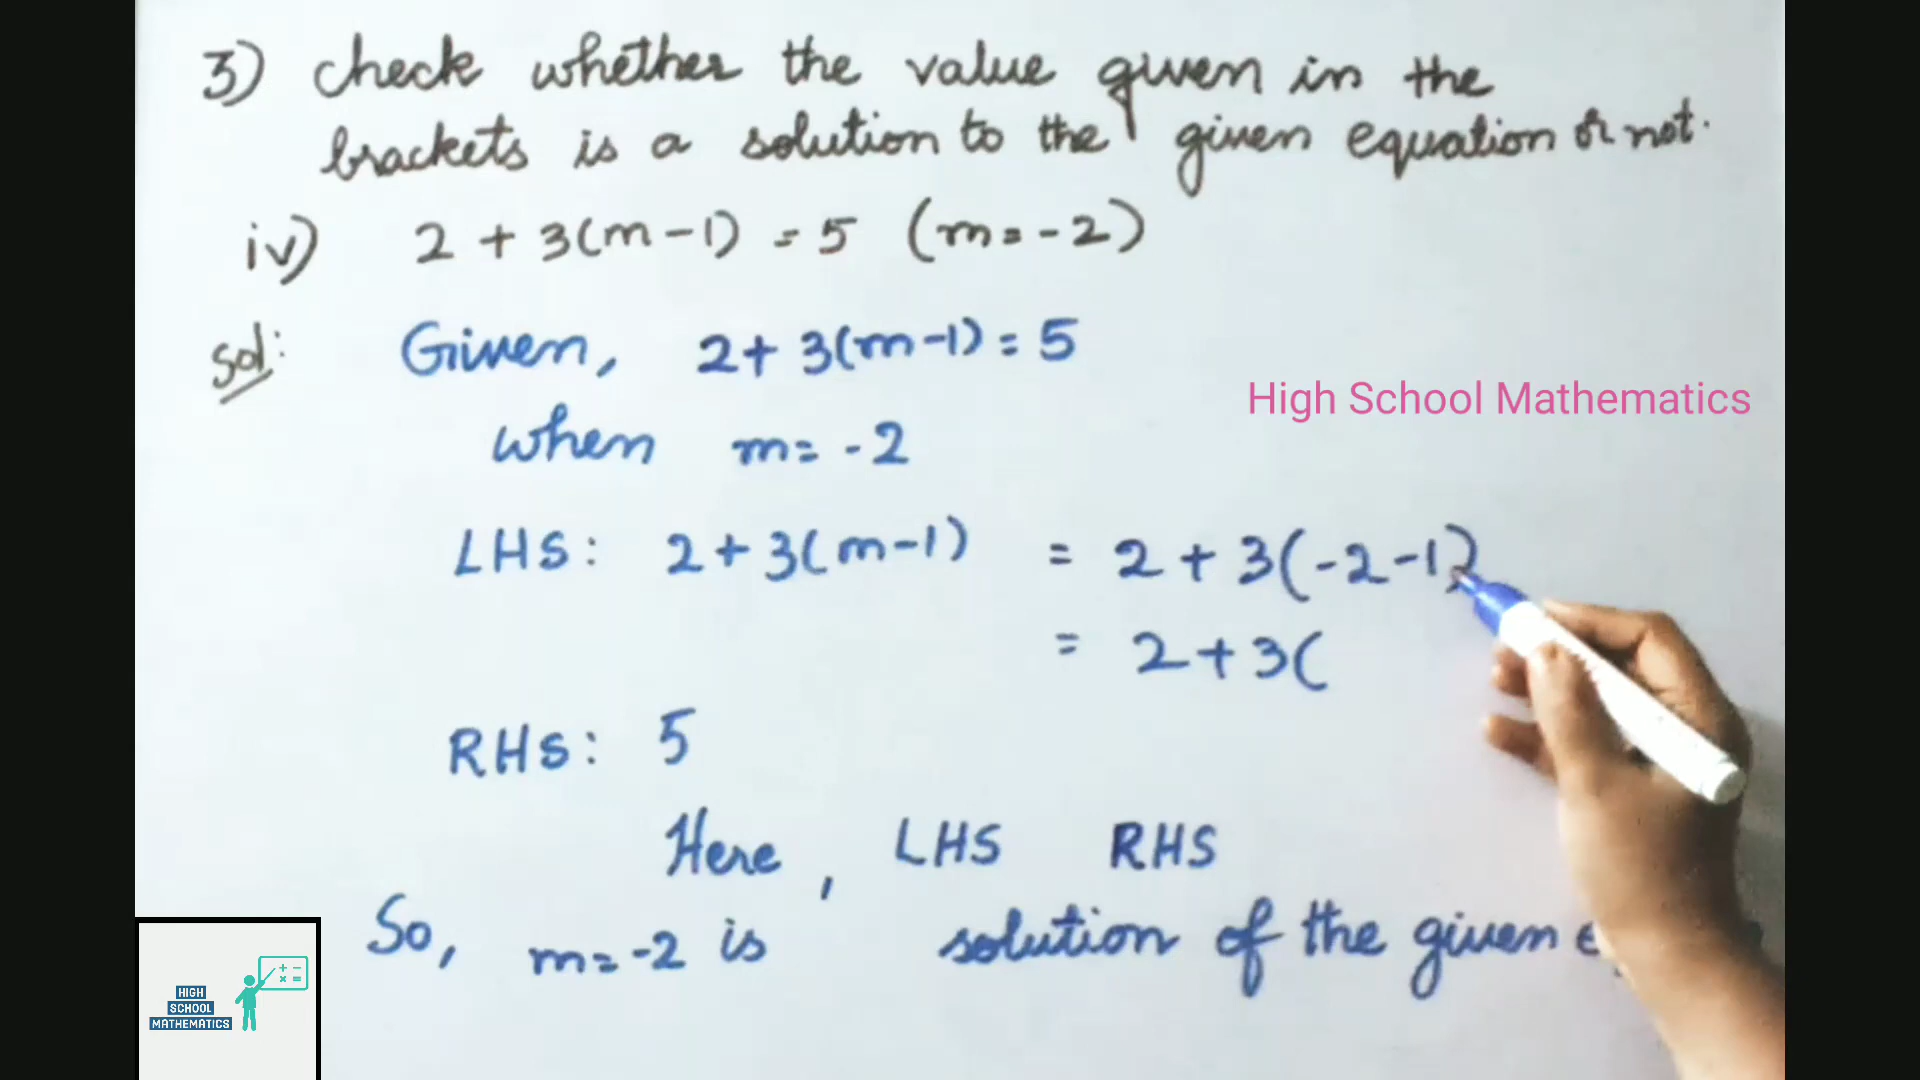 3) check whether the value given in the
brackets is a solution to the given equation or not.
iv) 2 + 3(m-1) = 5 (m = -2)
Sol: Given, 2+ 3(m-1) = 5
when m= -2
High School Mathematics
LHS: 2+3(m-1) = 2 + 3(-2-1)
= 2+3(
RHS: 5
Here, LHS RHS
So, m= -2 is solution of the given
HIGH
SCHOOL
MATHEMATICS